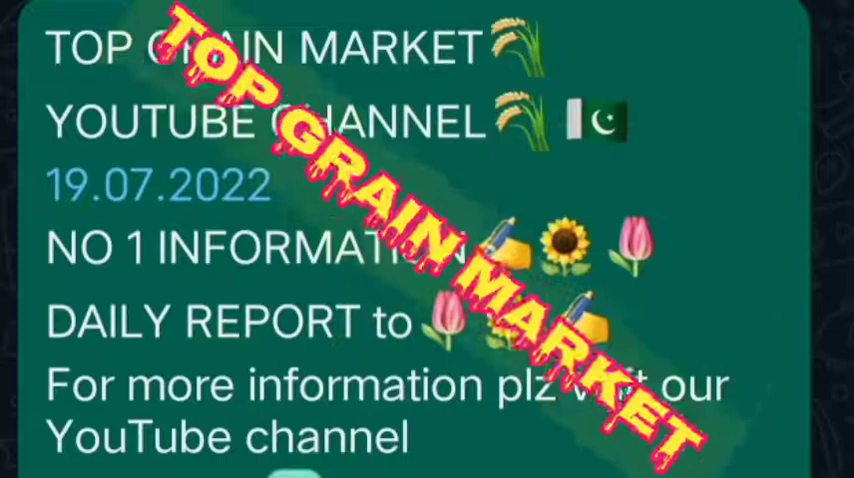 TOP GRAIN MARKET🌾
YOUTUBE CHANNEL🌾🇵🇰
19.07.2022
NO 1 INFORMATION✍️🌻🌷
DAILY REPORT to🌷🌻✍️
For more information plz visit our
YouTube channel
TOP GRAIN MARKET